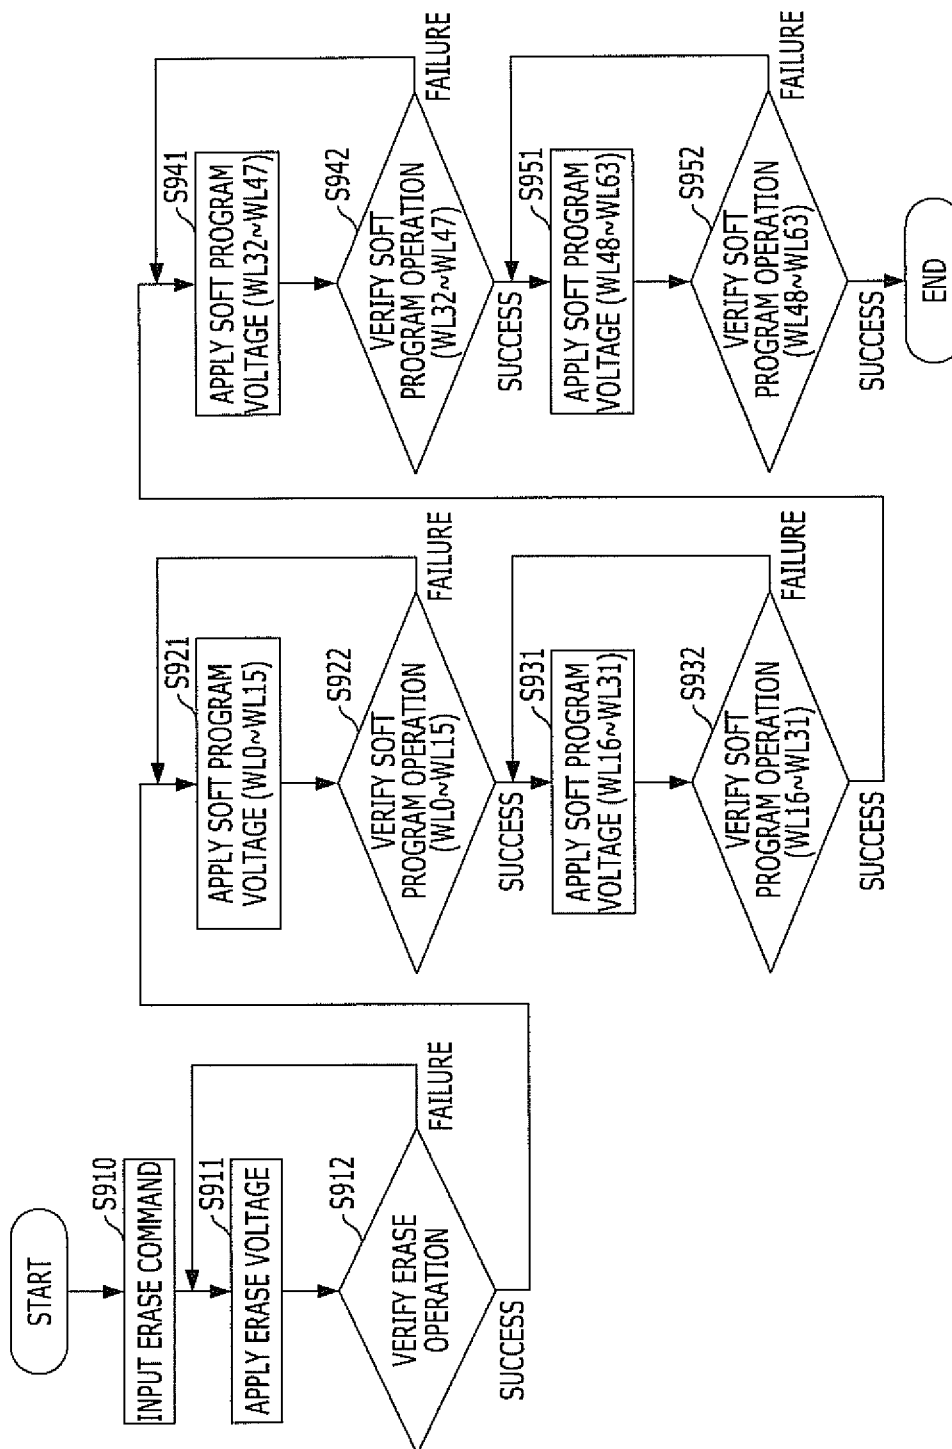 START
S910
INPUT ERASE COMMAND
S911
APPLY ERASE VOLTAGE
S912
VERIFY ERASE
OPERATION
FAILURE
SUCCESS
S921
APPLY SOFT PROGRAM
VOLTAGE (WL0~WL15)
S922
VERIFY SOFT
PROGRAM OPERATION
(WL0~WL15)
FAILURE
SUCCESS
S931
APPLY SOFT PROGRAM
VOLTAGE (WL16~WL31)
S932
VERIFY SOFT
PROGRAM OPERATION
(WL16~WL31)
FAILURE
SUCCESS
S941
APPLY SOFT PROGRAM
VOLTAGE (WL32~WL47)
S942
VERIFY SOFT
PROGRAM OPERATION
(WL32~WL47)
FAILURE
SUCCESS
S951
APPLY SOFT PROGRAM
VOLTAGE (WL48~WL63)
S952
VERIFY SOFT
PROGRAM OPERATION
(WL48~WL63)
FAILURE
SUCCESS
END